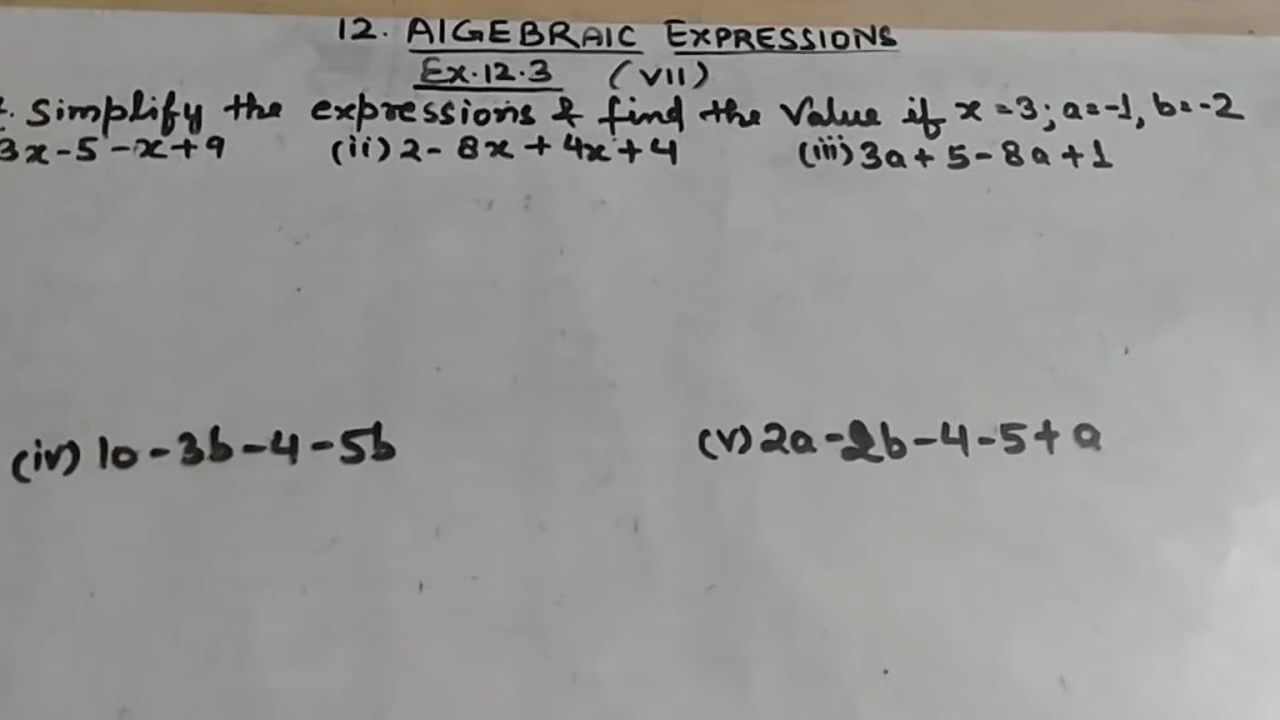 12. AlGEBRAIC EXPRESSIONS
Ex.12.3 (VII)
. Simplify the expressions & find the Value if x=3; a=-1, b=-2
3x-5-x+9 (ii) 2-8x+4x+4 (iii) 3a+5-8a+1
(iv) 10-3b-4-5b (v) 2a-2b-4-5+a